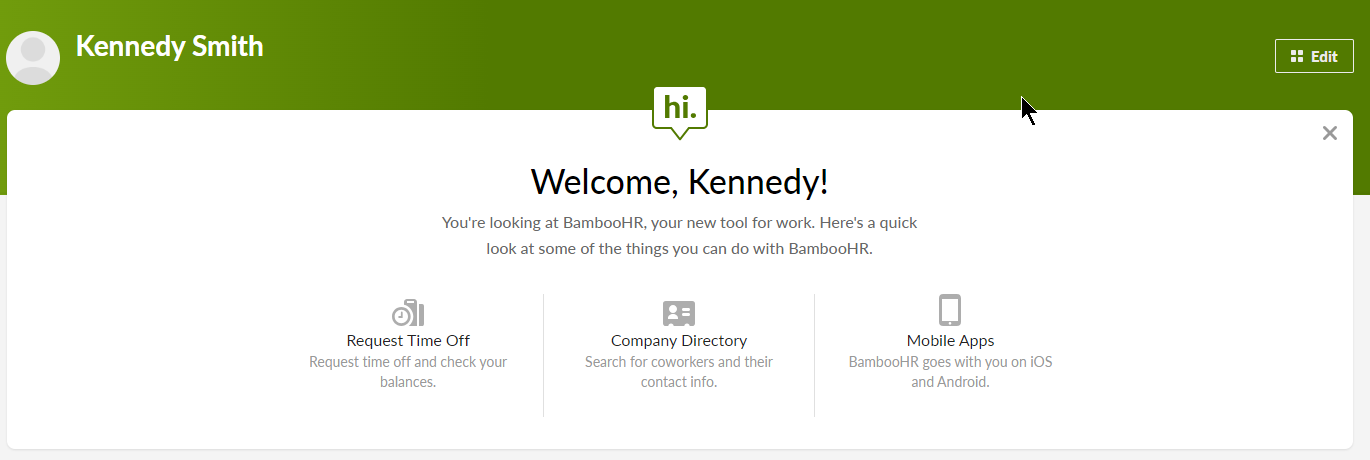 Kennedy Smith
Edit
hi.
Welcome, Kennedy!
You're looking at BambooHR, your new tool for work. Here's a quick
look at some of the things you can do with BambooHR.
Request Time Off
Request time off and check your
balances.
Company Directory
Search for coworkers and their
contact info.
Mobile Apps
BambooHR goes with you on iOS
and Android.